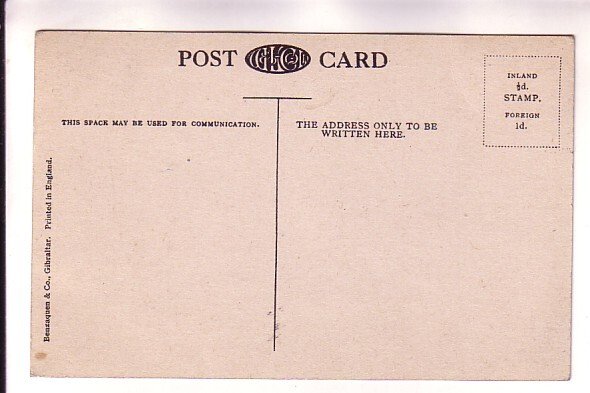 POST CARD
INLAND
½d.
STAMP.
FOREIGN
1d.
THIS SPACK MAY BE USED FOR COMMUNICATION.
THE ADDRESS ONLY TO BE
WRITTEN HERE.
Benzaquen & Co., Gibraltar. Printed in England.